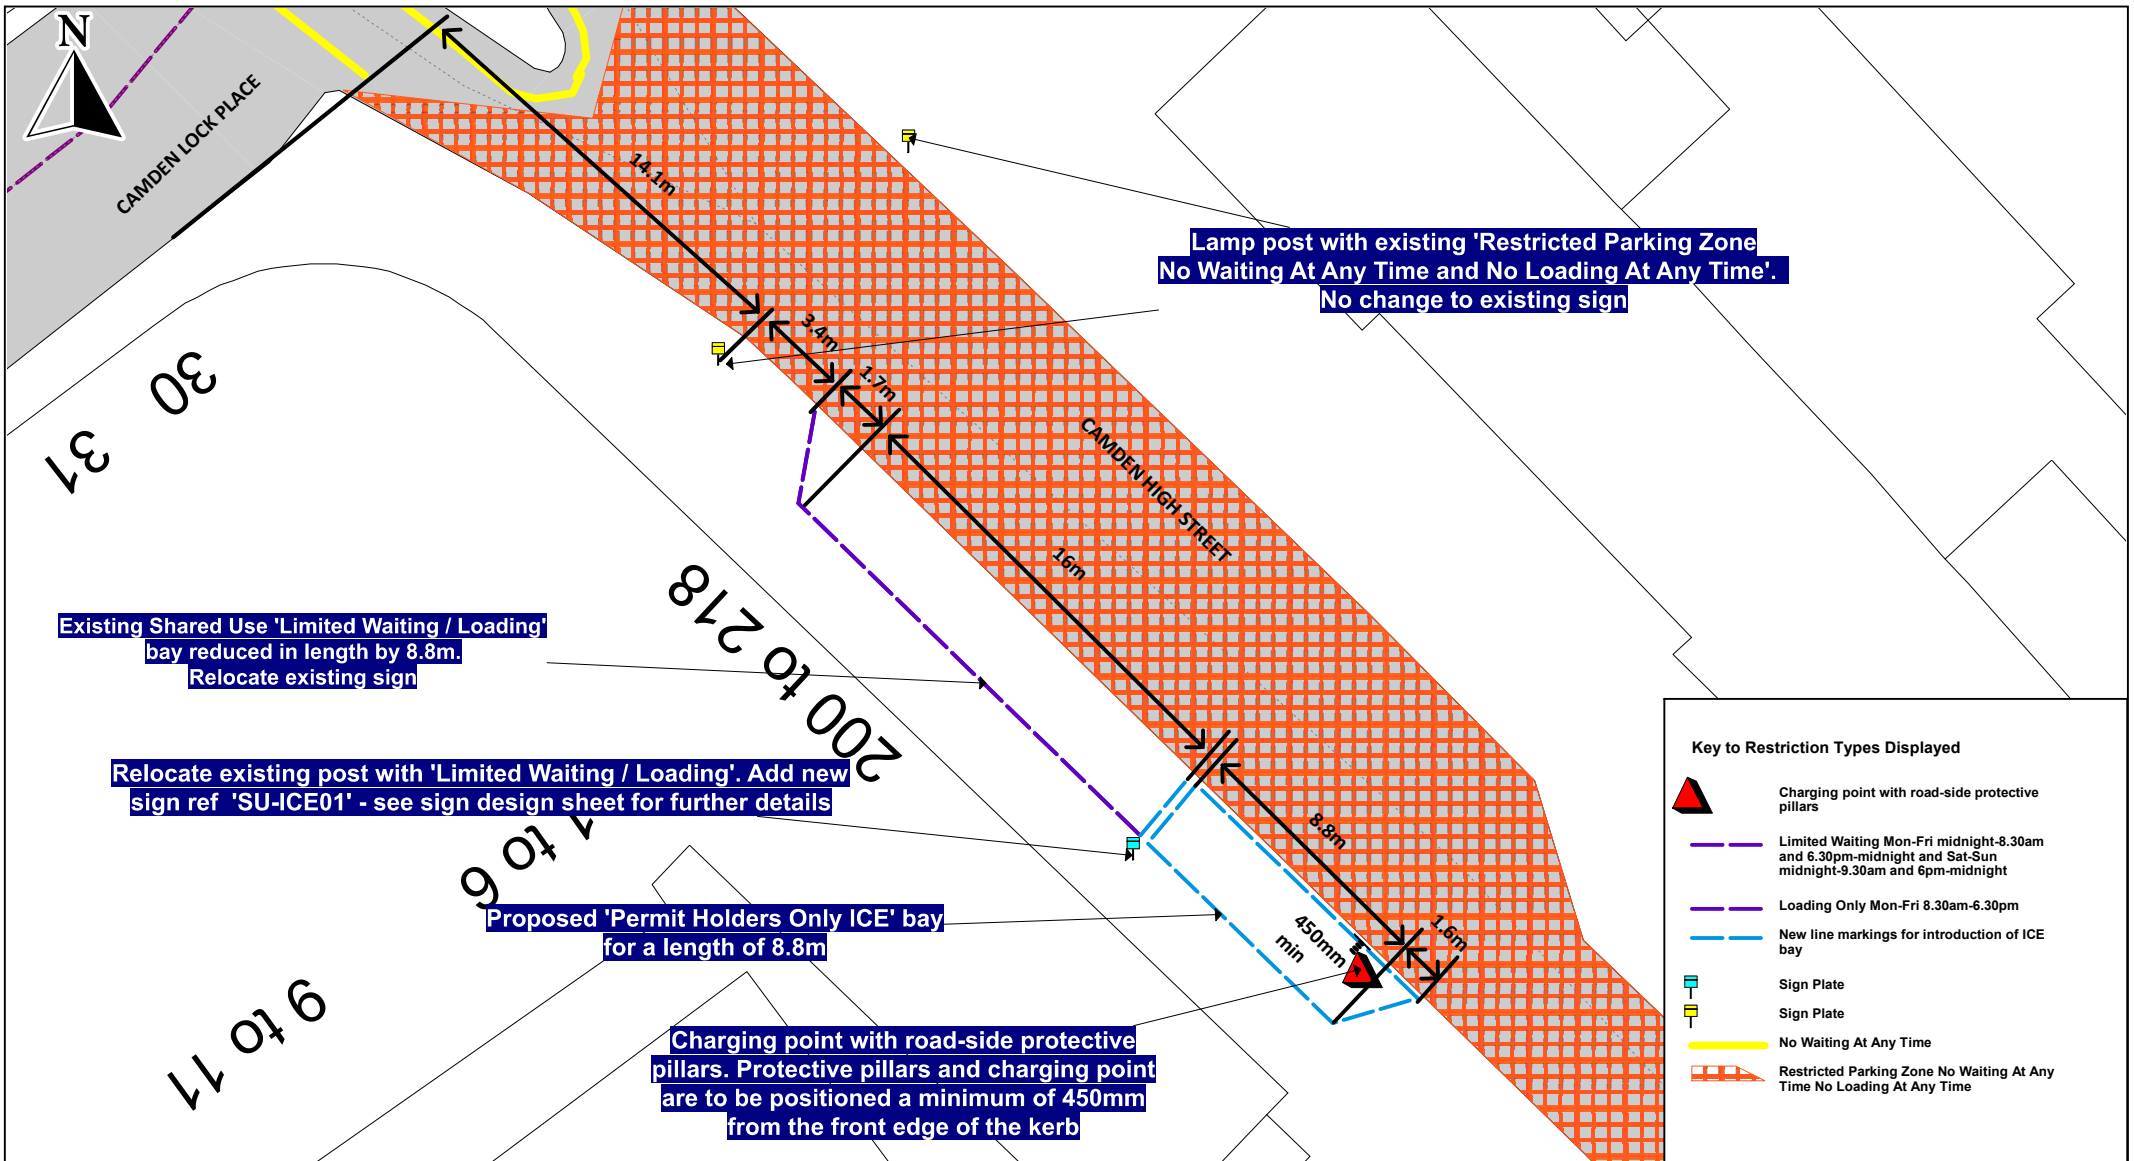 N
CAMDEN LOCK PLACE
14.1m
3.4m
1.7m
Lamp post with existing 'Restricted Parking Zone
No Waiting At Any Time and No Loading At Any Time'.
No change to existing sign
30
31
CAMDEN HIGH STREET
16m
200 to 218
Existing Shared Use 'Limited Waiting / Loading'
bay reduced in length by 8.8m.
Relocate existing sign
Relocate existing post with 'Limited Waiting / Loading'. Add new
sign ref 'SU-ICE01' - see sign design sheet for further details
1 to 6
8.8m
Proposed 'Permit Holders Only ICE' bay
for a length of 8.8m
450mm
min
1.6m
9 to 11
Charging point with road-side protective
pillars. Protective pillars and charging point
are to be positioned a minimum of 450mm
from the front edge of the kerb
Key to Restriction Types Displayed
Charging point with road-side protective
pillars
Limited Waiting Mon-Fri midnight-8.30am
and 6.30pm-midnight and Sat-Sun
midnight-9.30am and 6pm-midnight
Loading Only Mon-Fri 8.30am-6.30pm
New line markings for introduction of ICE
bay
Sign Plate
Sign Plate
No Waiting At Any Time
Restricted Parking Zone No Waiting At Any
Time No Loading At Any Time